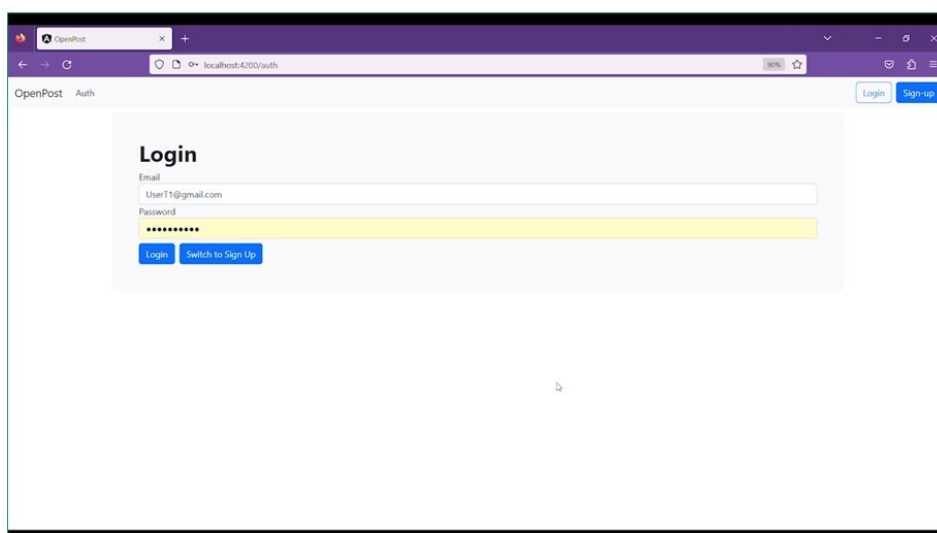 OpenPost
localhost:4200/auth 90%
OpenPost Auth Login Sign-up
Login
Email
UserT1@gmail.com
Password
Login Switch to Sign Up